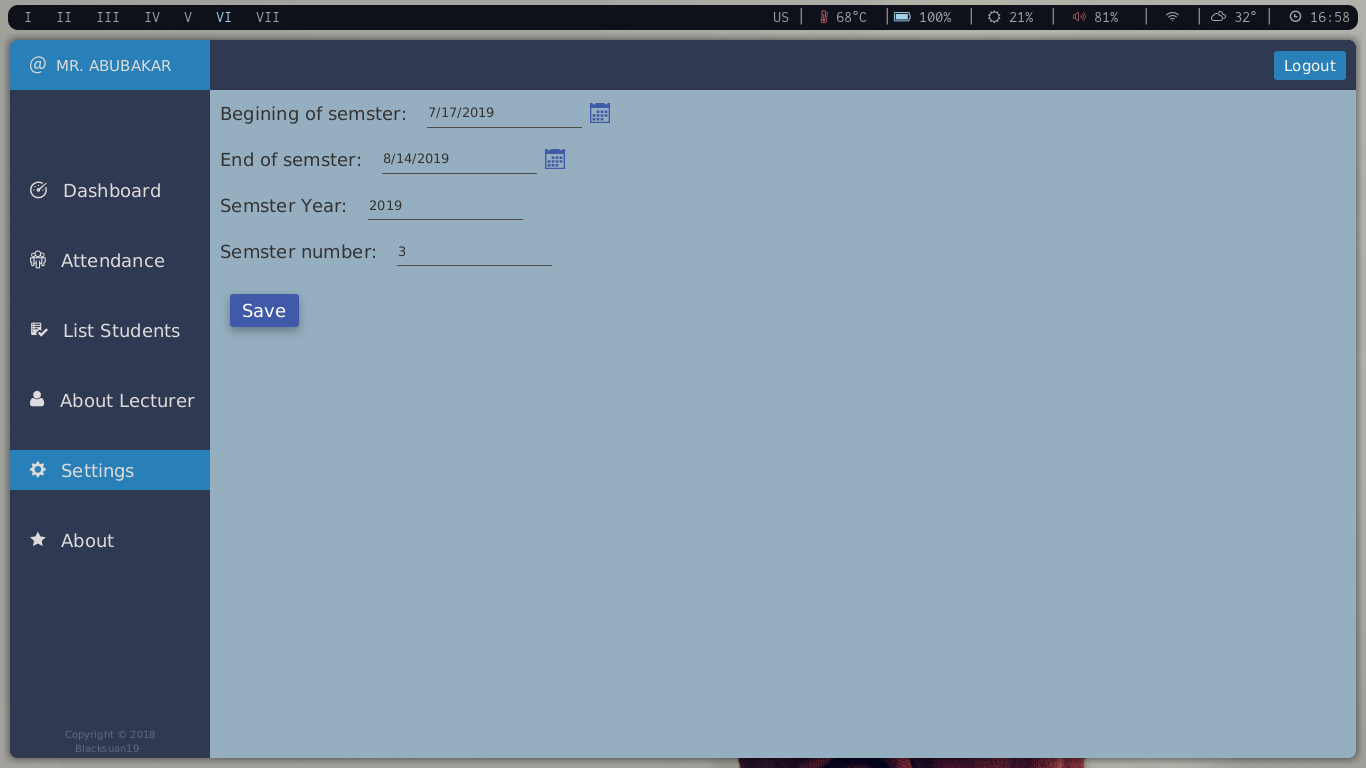 I II III IV V VI VII US 68°C 100% 21% 81% 32° 16:58
@ MR. ABUBAKAR Logout
Begining of semster: 7/17/2019
End of semster: 8/14/2019
Semster Year: 2019
Semster number: 3
Save
Dashboard
Attendance
List Students
About Lecturer
Settings
About
Copyright © 2018
Blacksuan19